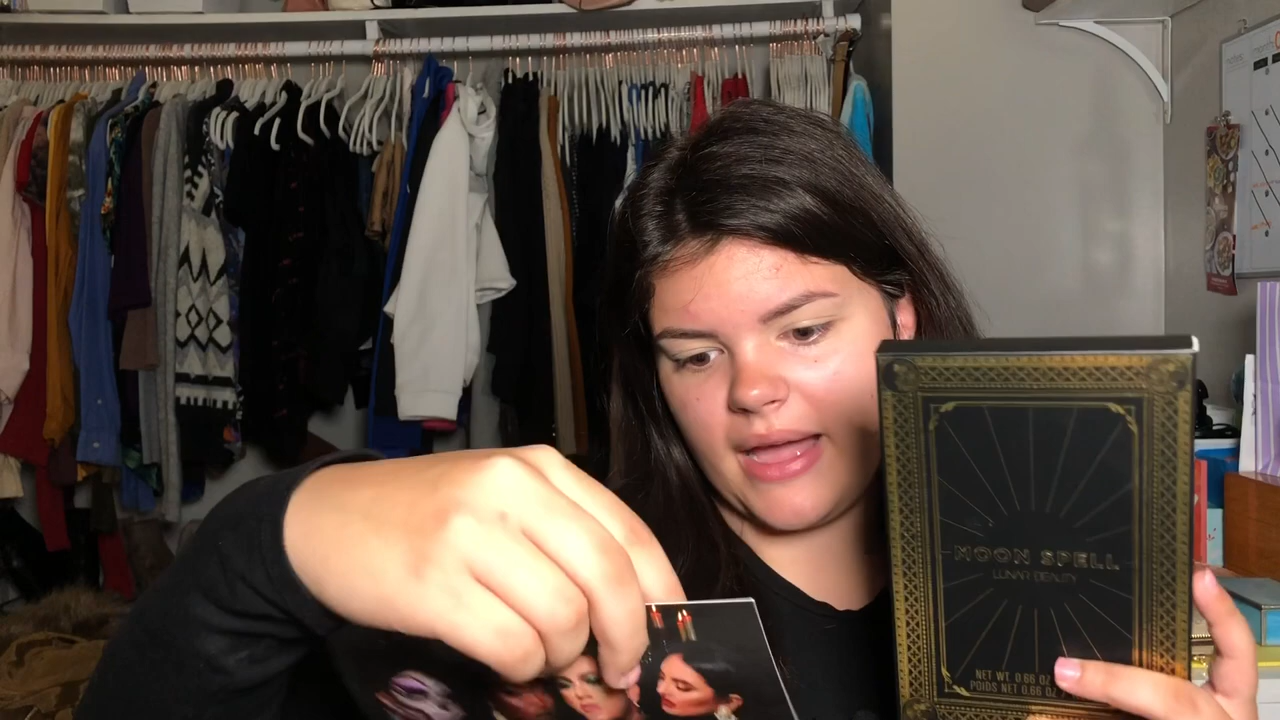 MOON SPELL
LUNAR BEAUTY
NET WT. 0.66 OZ
POIDS NET 0.66 OZ